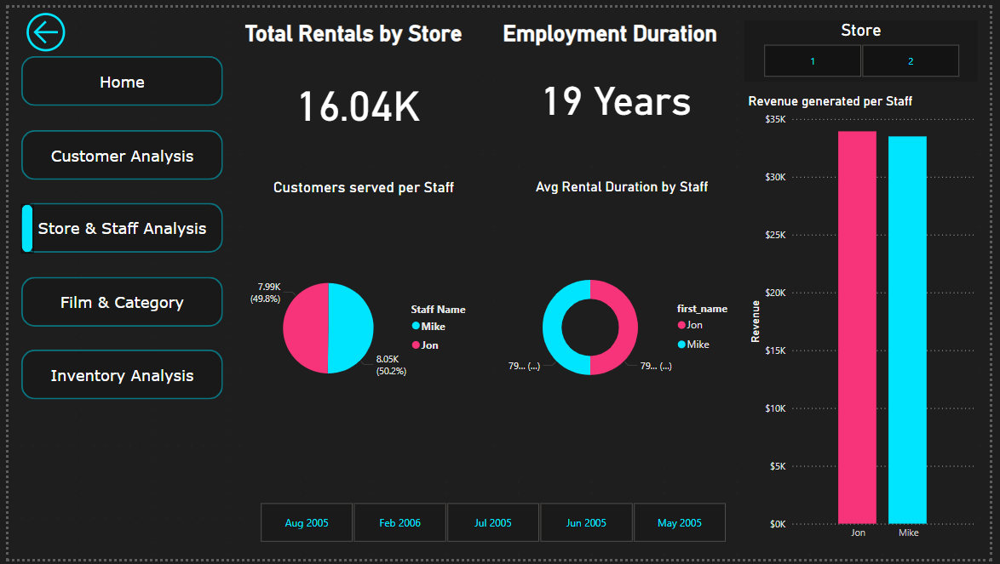 Home
Customer Analysis
Store & Staff Analysis
Film & Category
Inventory Analysis
Total Rentals by Store
16.04K
Employment Duration
19 Years
Store
1
2
Customers served per Staff
7.99K
(49.8%)
8.05K
(50.2%)
Staff Name
Mike
Jon
Avg Rental Duration by Staff
79... (...)
79... (...)
first_name
Jon
Mike
Revenue generated per Staff
Revenue
$35K
$30K
$25K
$20K
$15K
$10K
$5K
$0K
Jon
Mike
Aug 2005
Feb 2006
Jul 2005
Jun 2005
May 2005